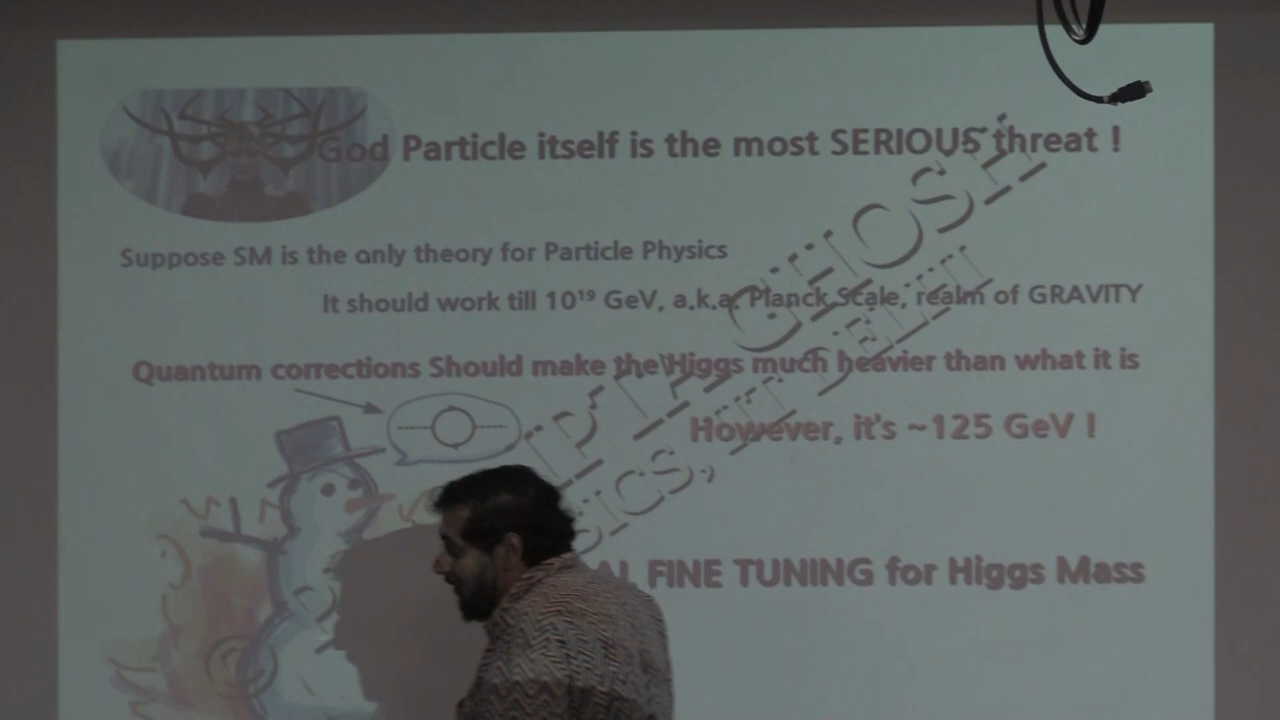 God Particle itself is the most SERIOUS threat !
Suppose SM is the only theory for Particle Physics
It should work till 10¹⁹ GeV, a.k.a. Planck Scale, realm of GRAVITY
Quantum corrections Should make the Higgs much heavier than what it is
However, it's ~125 GeV !
FINE TUNING for Higgs Mass
GHOSH